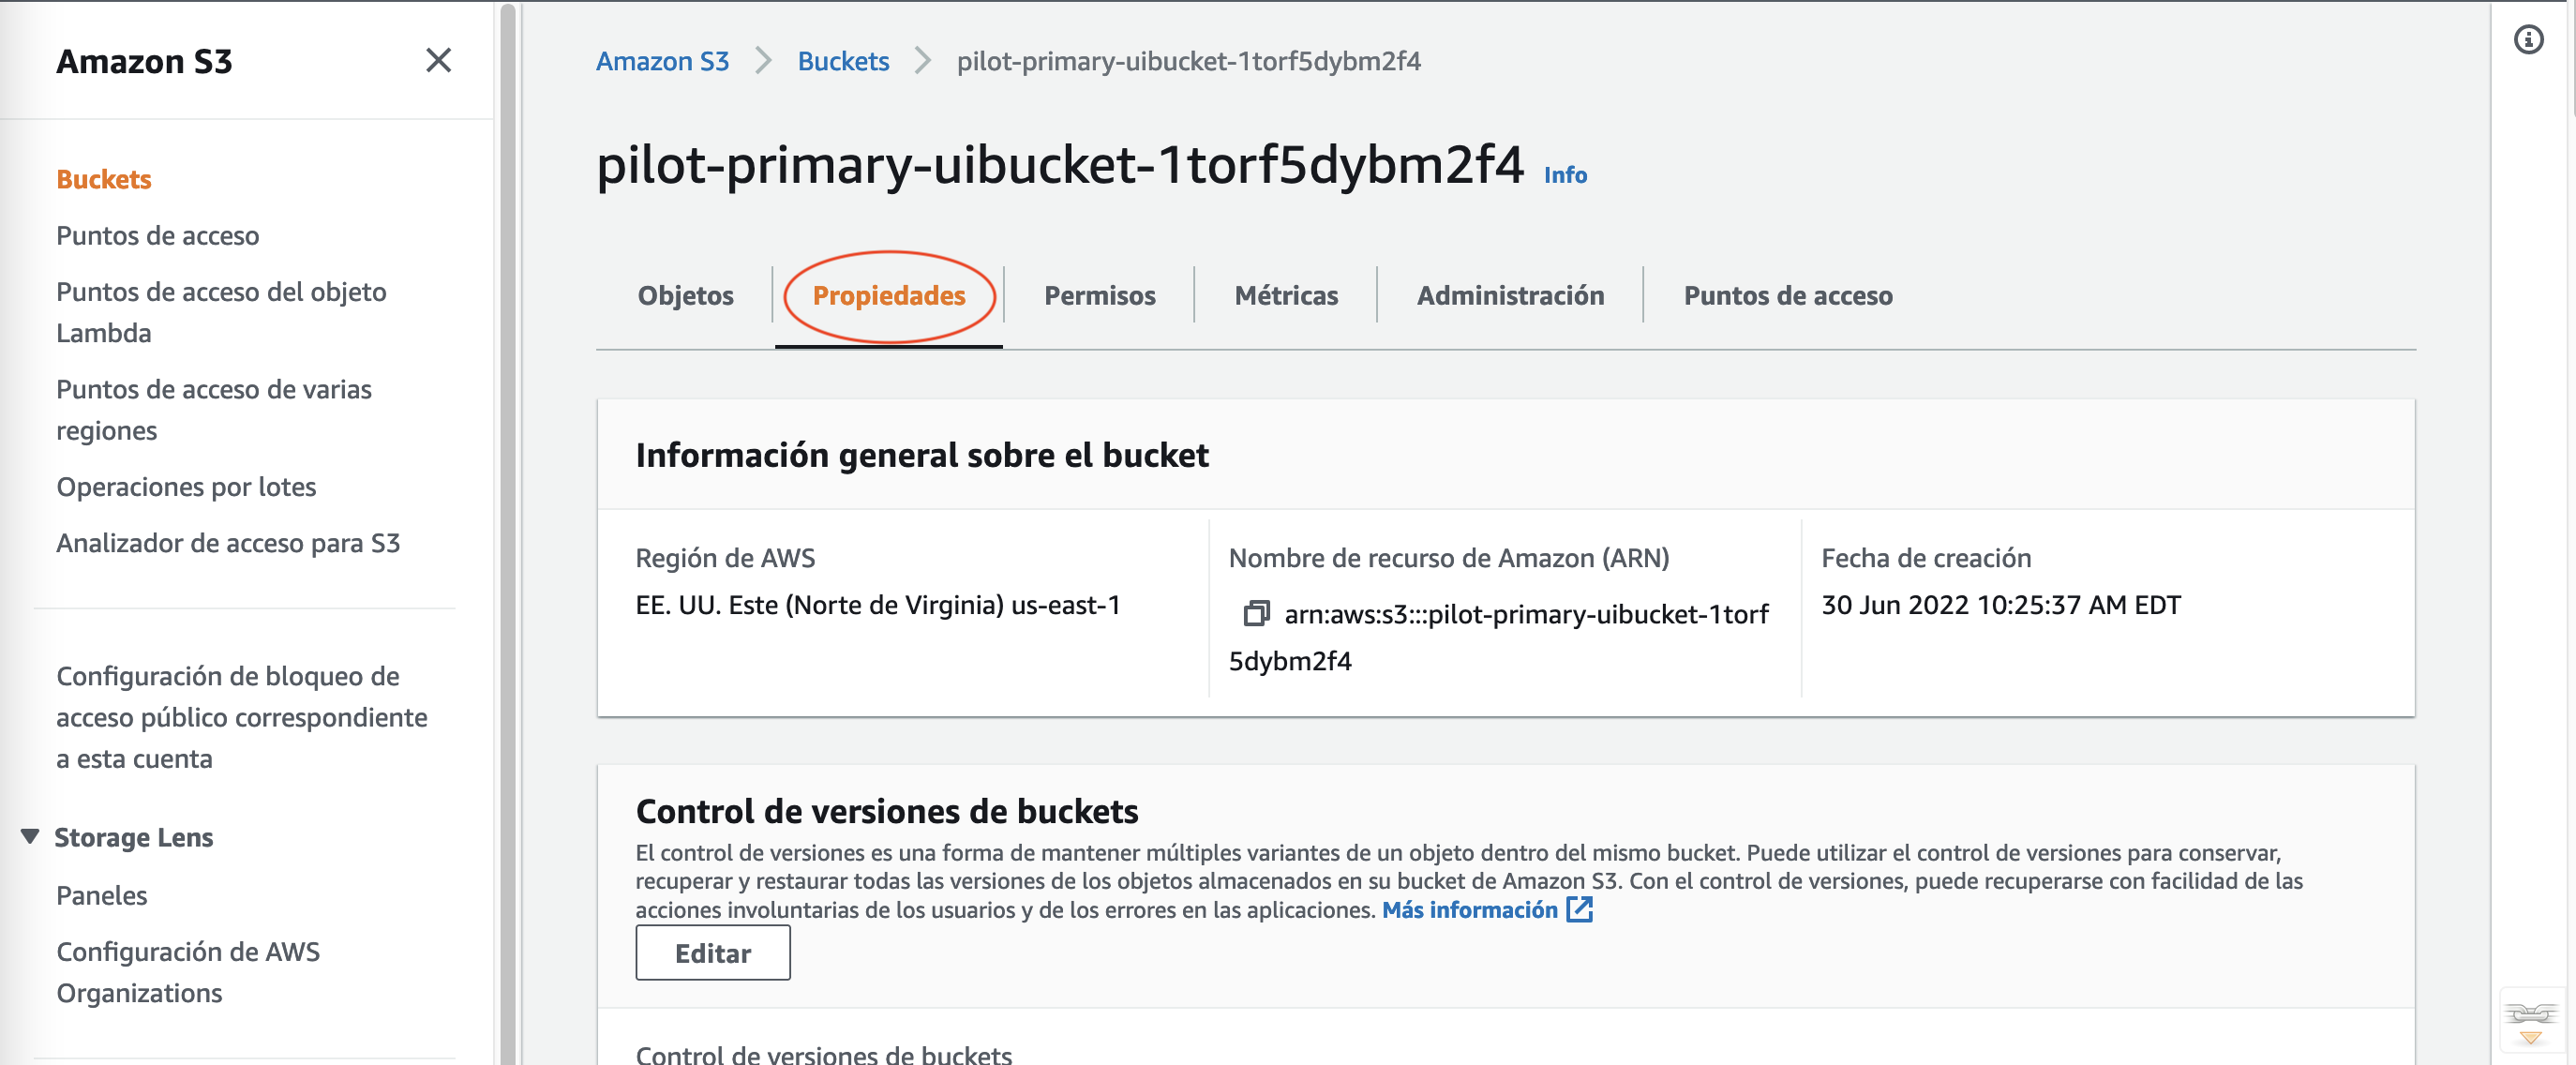 Amazon S3
Buckets
Puntos de acceso
Puntos de acceso del objeto
Lambda
Puntos de acceso de varias
regiones
Operaciones por lotes
Analizador de acceso para S3
Configuración de bloqueo de
acceso público correspondiente
a esta cuenta
Storage Lens
Paneles
Configuración de AWS
Organizations
Amazon S3
Buckets
pilot-primary-uibucket-1torf5dybm2f4
pilot-primary-uibucket-1torf5dybm2f4 Info
Objetos
Propiedades
Permisos
Métricas
Administración
Puntos de acceso
Información general sobre el bucket
Región de AWS
EE. UU. Este (Norte de Virginia) us-east-1
Nombre de recurso de Amazon (ARN)
arn:aws:s3:::pilot-primary-uibucket-1torf
5dybm2f4
Fecha de creación
30 Jun 2022 10:25:37 AM EDT
Control de versiones de buckets
El control de versiones es una forma de mantener múltiples variantes de un objeto dentro del mismo bucket. Puede utilizar el control de versiones para conservar,
recuperar y restaurar todas las versiones de los objetos almacenados en su bucket de Amazon S3. Con el control de versiones, puede recuperarse con facilidad de las
acciones involuntarias de los usuarios y de los errores en las aplicaciones. Más información
Editar
Control de versiones de buckets